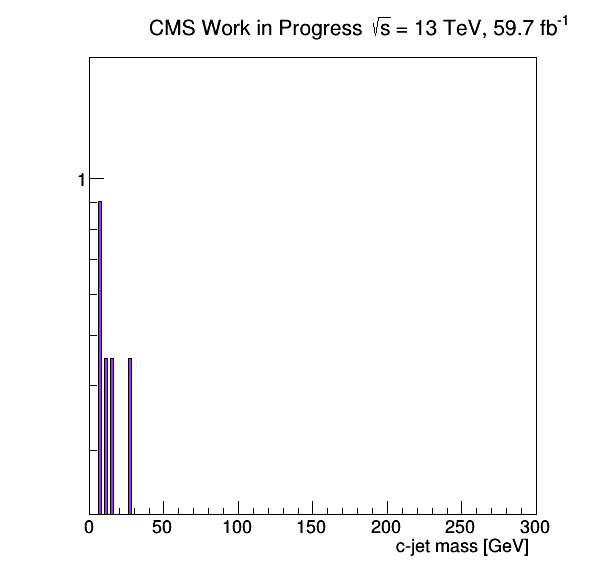 CMS Work in Progress √s = 13 TeV, 59.7 fb⁻¹
1
0 50 100 150 200 250 300
c-jet mass [GeV]